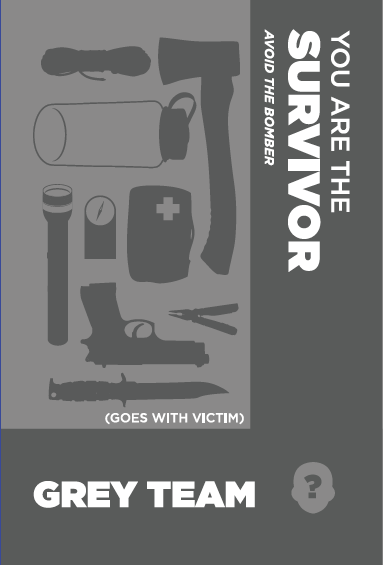 YOU ARE THE
SURVIVOR
AVOID THE BOMBER
(GOES WITH VICTIM)
GREY TEAM
?